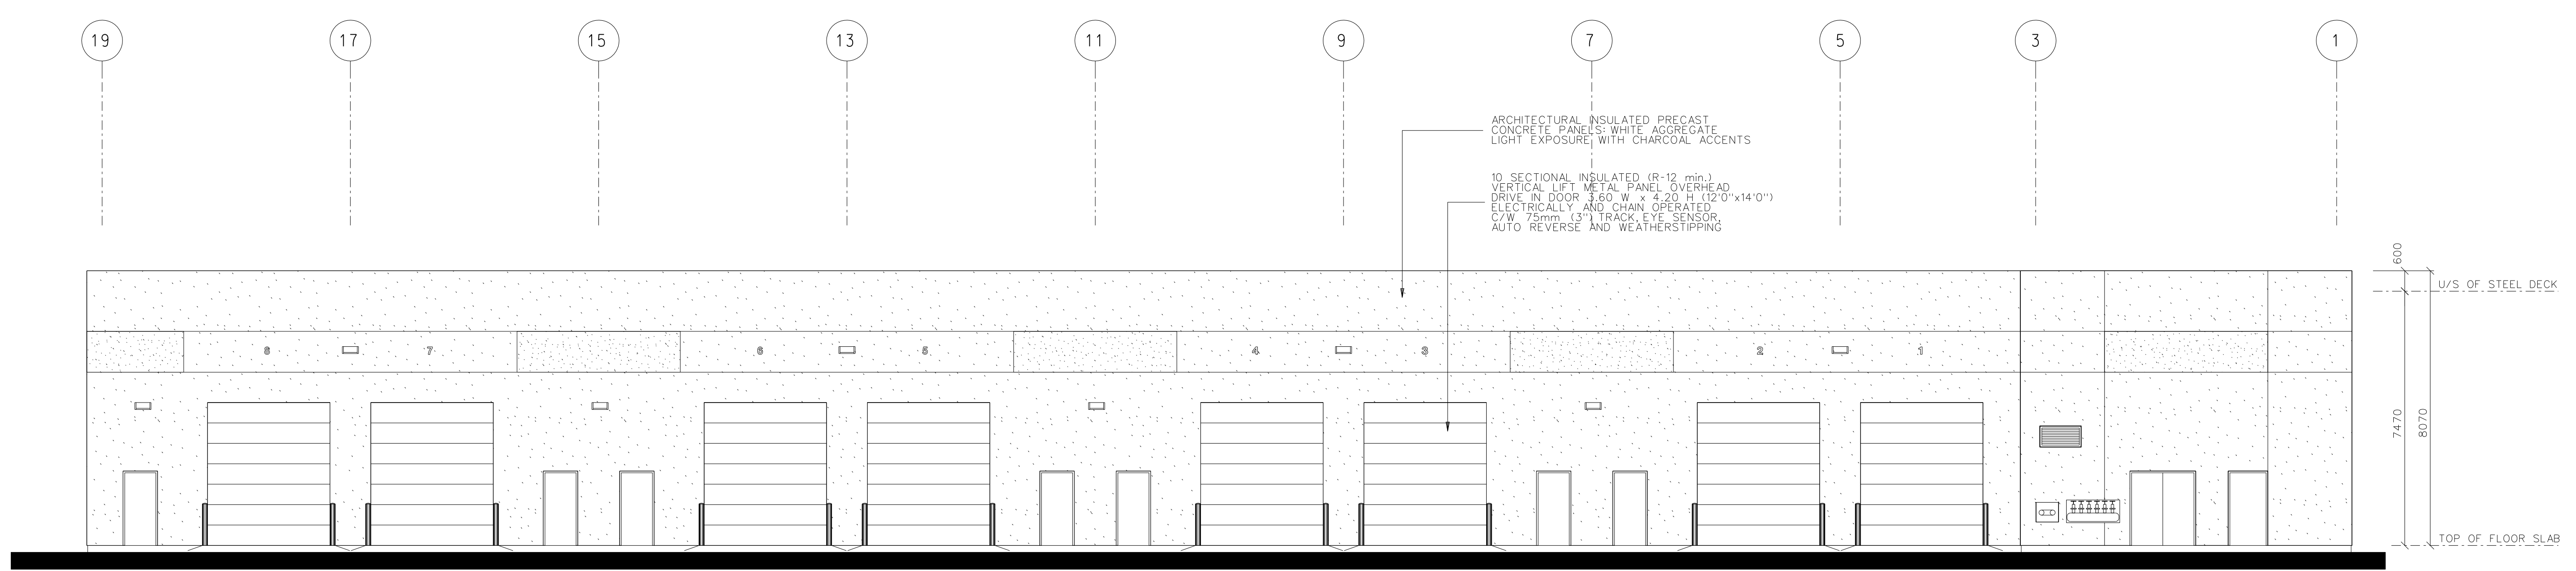 19 17 15 13 11 9 7 5 3 1
ARCHITECTURAL INSULATED PRECAST
CONCRETE PANELS: WHITE AGGREGATE
LIGHT EXPOSURE WITH CHARCOAL ACCENTS
10 SECTIONAL INSULATED (R-12 min.)
VERTICAL LIFT METAL PANEL OVERHEAD
DRIVE IN DOOR 3.60 W x 4.20 H (12'0"x14'0")
ELECTRICALLY AND CHAIN OPERATED
C/W 75mm (3") TRACK, EYE SENSOR,
AUTO REVERSE AND WEATHERSTIPPING
600
U/S OF STEEL DECK
8 7 6 5 4 3 2 1
7470
8070
TOP OF FLOOR SLAB